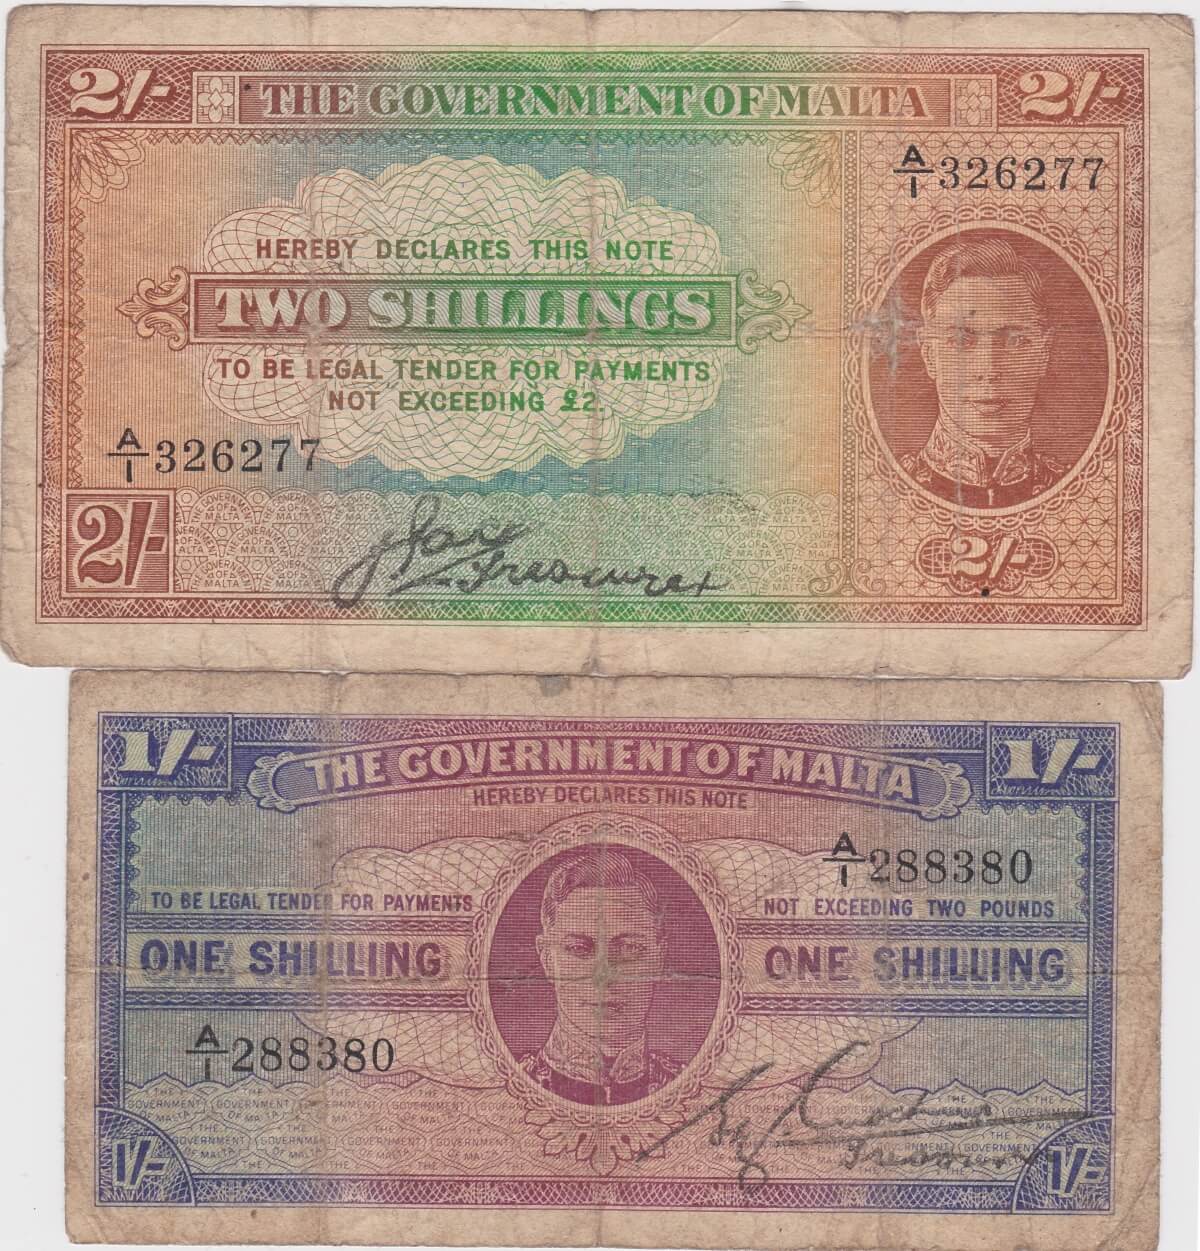 2/- THE GOVERNMENT OF MALTA 2/-
A/1 326277
HEREBY DECLARES THIS NOTE
TWO SHILLINGS
TO BE LEGAL TENDER FOR PAYMENTS
NOT EXCEEDING £2.
A/1 326277
2/- 2/-
Treasurer
1/- THE GOVERNMENT OF MALTA 1/-
HEREBY DECLARES THIS NOTE
A/1 288380
TO BE LEGAL TENDER FOR PAYMENTS NOT EXCEEDING TWO POUNDS
ONE SHILLING ONE SHILLING
A/1 288380
Treasurer
1/- 1/-